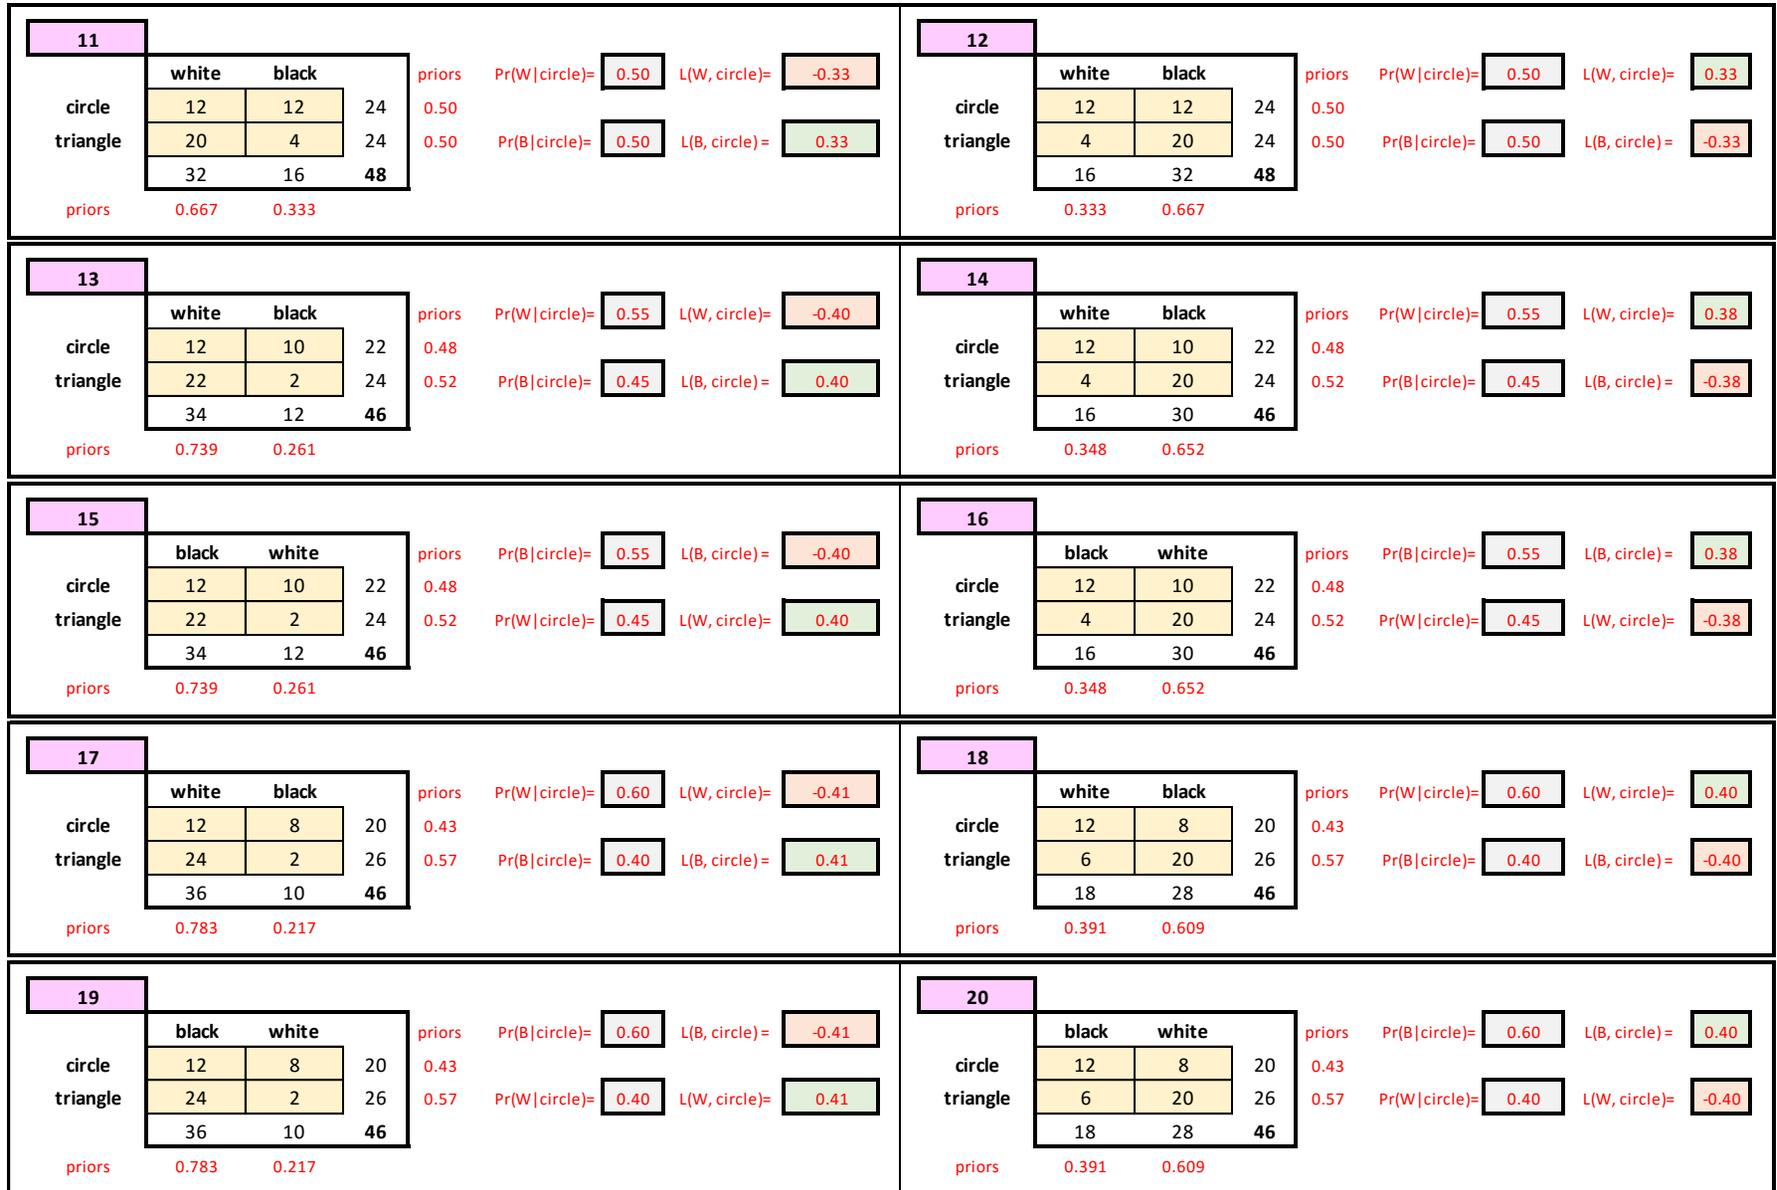 11
white black priors Pr(W|circle)= 0.50 L(W, circle)= -0.33
circle 12 12 24 0.50
triangle 20 4 24 0.50 Pr(B|circle)= 0.50 L(B, circle) = 0.33
32 16 48
priors 0.667 0.333
12
white black priors Pr(W|circle)= 0.50 L(W, circle)= 0.33
circle 12 12 24 0.50
triangle 4 20 24 0.50 Pr(B|circle)= 0.50 L(B, circle) = -0.33
16 32 48
priors 0.333 0.667
13
white black priors Pr(W|circle)= 0.55 L(W, circle)= -0.40
circle 12 10 22 0.48
triangle 22 2 24 0.52 Pr(B|circle)= 0.45 L(B, circle) = 0.40
34 12 46
priors 0.739 0.261
14
white black priors Pr(W|circle)= 0.55 L(W, circle)= 0.38
circle 12 10 22 0.48
triangle 4 20 24 0.52 Pr(B|circle)= 0.45 L(B, circle) = -0.38
16 30 46
priors 0.348 0.652
15
black white priors Pr(B|circle)= 0.55 L(B, circle) = -0.40
circle 12 10 22 0.48
triangle 22 2 24 0.52 Pr(W|circle)= 0.45 L(W, circle)= 0.40
34 12 46
priors 0.739 0.261
16
black white priors Pr(B|circle)= 0.55 L(B, circle) = 0.38
circle 12 10 22 0.48
triangle 4 20 24 0.52 Pr(W|circle)= 0.45 L(W, circle)= -0.38
16 30 46
priors 0.348 0.652
17
white black priors Pr(W|circle)= 0.60 L(W, circle)= -0.41
circle 12 8 20 0.43
triangle 24 2 26 0.57 Pr(B|circle)= 0.40 L(B, circle) = 0.41
36 10 46
priors 0.783 0.217
18
white black priors Pr(W|circle)= 0.60 L(W, circle)= 0.40
circle 12 8 20 0.43
triangle 6 20 26 0.57 Pr(B|circle)= 0.40 L(B, circle) = -0.40
18 28 46
priors 0.391 0.609
19
black white priors Pr(B|circle)= 0.60 L(B, circle) = -0.41
circle 12 8 20 0.43
triangle 24 2 26 0.57 Pr(W|circle)= 0.40 L(W, circle)= 0.41
36 10 46
priors 0.783 0.217
20
black white priors Pr(B|circle)= 0.60 L(B, circle) = 0.40
circle 12 8 20 0.43
triangle 6 20 26 0.57 Pr(W|circle)= 0.40 L(W, circle)= -0.40
18 28 46
priors 0.391 0.609